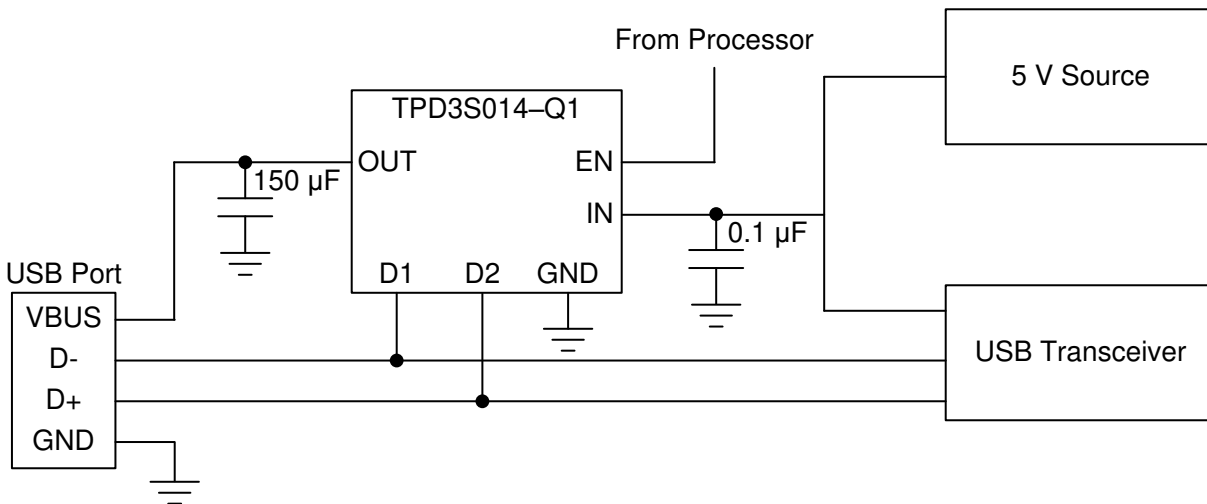 From Processor
5 V Source
TPD3S014–Q1
OUT
EN
150 µF
IN
0.1 µF
D1
D2
GND
USB Port
VBUS
D-
D+
GND
USB Transceiver